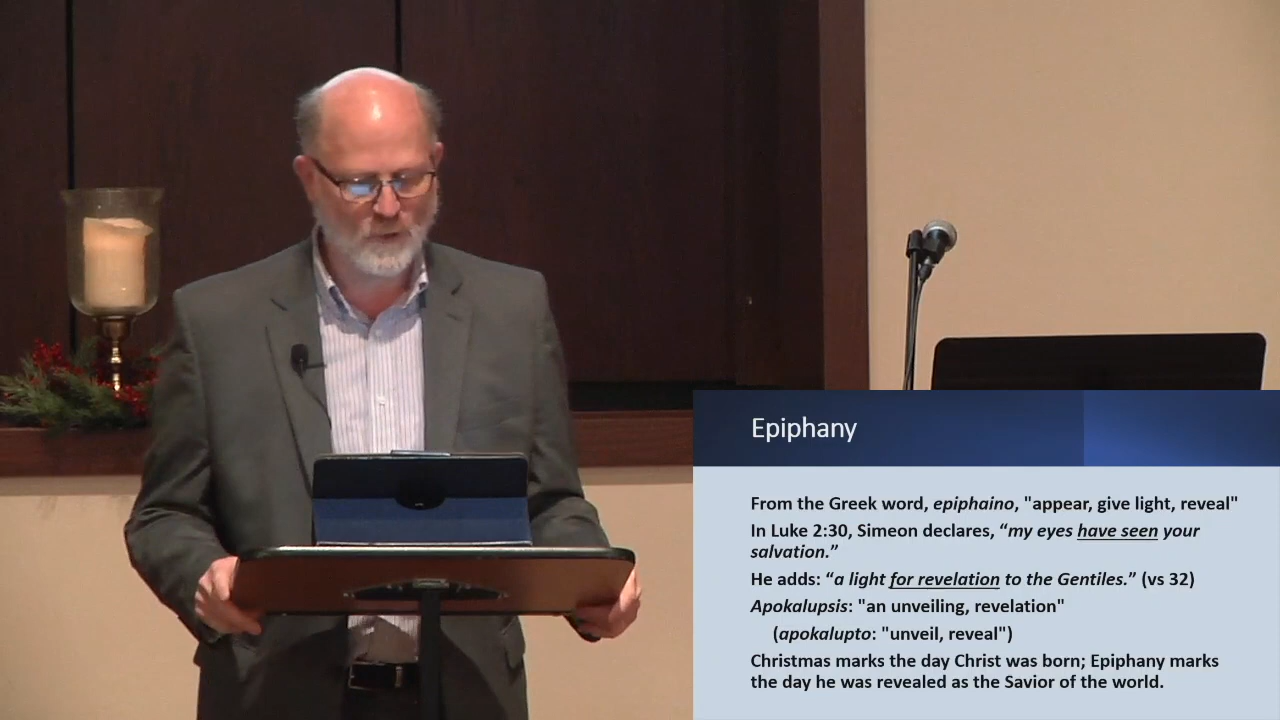 Epiphany
From the Greek word, epiphaino, "appear, give light, reveal"
In Luke 2:30, Simeon declares, “my eyes have seen your
salvation.”
He adds: “a light for revelation to the Gentiles.” (vs 32)
Apokalupsis: "an unveiling, revelation"
(apokalupto: "unveil, reveal")
Christmas marks the day Christ was born; Epiphany marks
the day he was revealed as the Savior of the world.